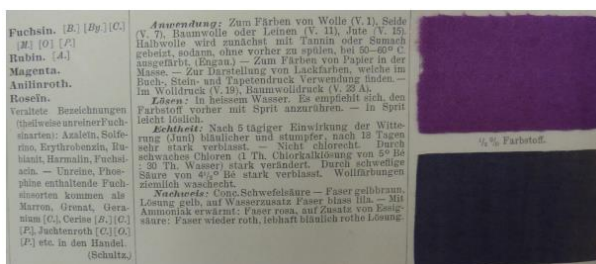 Fuchsin. [B.] [By.] [C.]
[M.] [O] [P.]
Rubin. [A.]
Magenta.
Anilinroth.
Roseïn.
Veraltete Bezeichnungen
(theilweise unreiner Fuch-
sinarten): Azaleïn, Solfe-
rino, Erythrobenzin, Ru-
bianit, Harmalin, Fuchsi-
acin. — Unreine, Phos-
phine enthaltende Fuch-
sinsorten kommen als
Marron, Grenat, Gera-
nium [C.], Cerise [B.] [C.]
[P.], Juchtenroth [C.] [O.]
[P.] etc. in den Handel.
(Schultz.)
Anwendung: Zum Färben von Wolle (V. 1), Seide
(V. 7), Baumwolle oder Leinen (V. 11), Jute (V. 15).
Halbwolle wird zunächst mit Tannin oder Sumach
gebeizt, sodann, ohne vorher zu spülen, bei 50–60° C.
ausgefärbt. (Engau.) — Zum Färben von Papier in der
Masse. — Zur Darstellung von Lackfarben, welche im
Buch-, Stein- und Tapetendruck Verwendung finden. —
Im Wolldruck (V. 19), Baumwolldruck (V. 23 A).
Lösen: In heissem Wasser. Es empfiehlt sich, den
Farbstoff vorher mit Sprit anzurühren. — In Sprit
leicht löslich.
Echtheit: Nach 5 tägiger Einwirkung der Witte-
rung (Juni) bläulicher und stumpfer, nach 18 Tagen
sehr stark verblasst. — Nicht chlorecht. Durch
schwaches Chloren (1 Th. Chlorkalklösung von 5° Bé
: 30 Th. Wasser) stark verändert. Durch schweflige
Säure von 4½° Bé stark verblasst. Wollfärbungen
ziemlich waschecht.
Nachweis: Conc. Schwefelsäure — Faser gelbbraun,
Lösung gelb, auf Wasserzusatz Faser blass lila. — Mit
Ammoniak erwärmt: Faser rosa, auf Zusatz von Essig-
säure: Faser wieder roth, lebhaft bläulich rothe Lösung.
% Farbstoff.